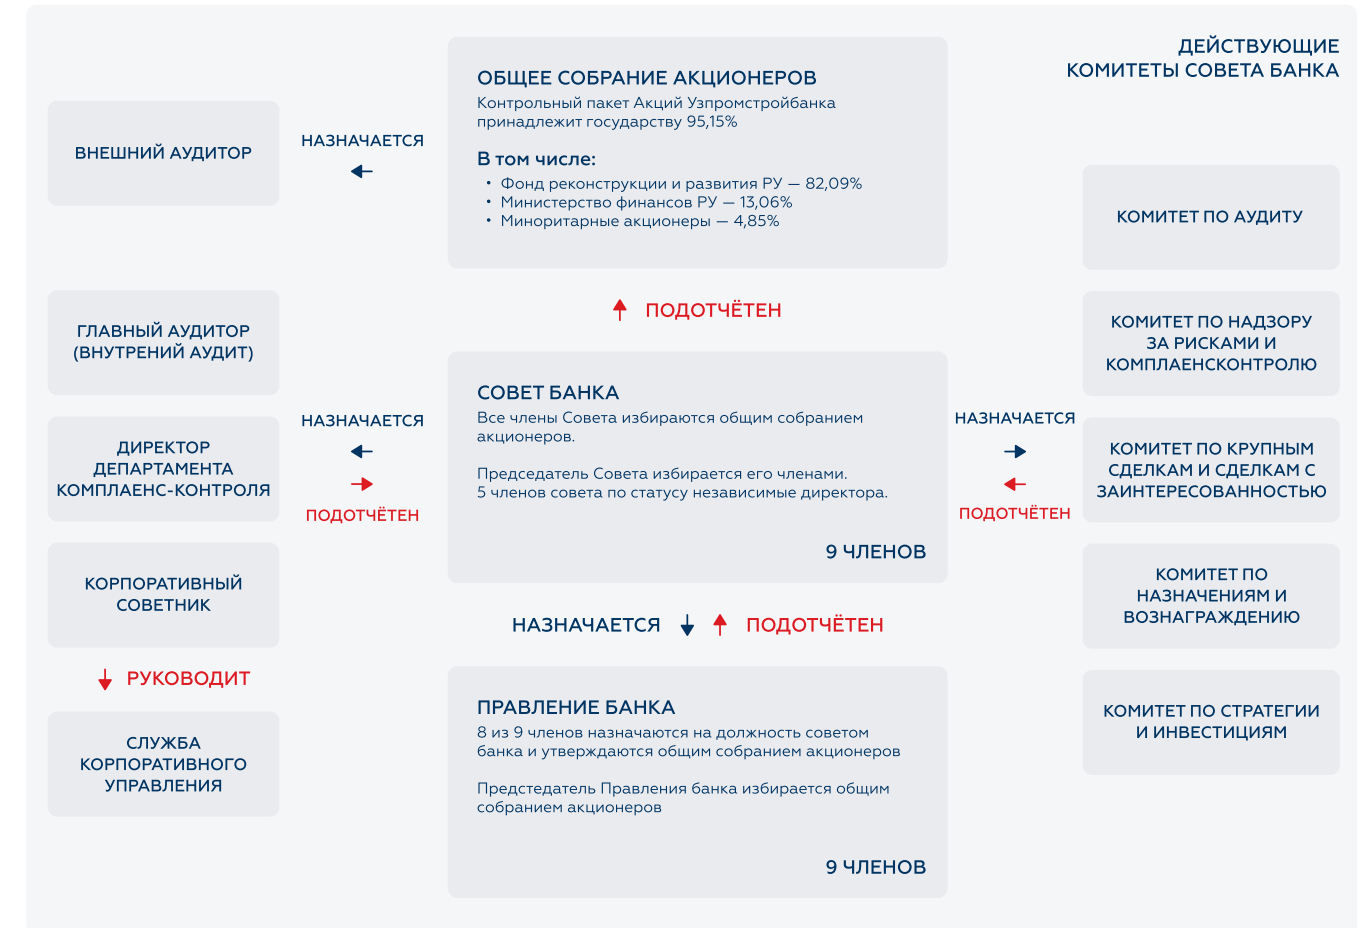 ДЕЙСТВУЮЩИЕ
КОМИТЕТЫ СОВЕТА БАНКА
ОБЩЕЕ СОБРАНИЕ АКЦИОНЕРОВ
Контрольный пакет Акций Узпромстройбанка
принадлежит государству 95,15%
В том числе:
• Фонд реконструкции и развития РУ — 82,09%
• Министерство финансов РУ — 13,06%
• Миноритарные акционеры — 4,85%
НАЗНАЧАЕТСЯ
ВНЕШНИЙ АУДИТОР
ПОДОТЧЁТЕН
ГЛАВНЫЙ АУДИТОР
(ВНУТРЕНИЙ АУДИТ)
ДИРЕКТОР
ДЕПАРТАМЕНТА
КОМПЛАЕНС-КОНТРОЛЯ
КОРПОРАТИВНЫЙ
СОВЕТНИК
РУКОВОДИТ
СЛУЖБА
КОРПОРАТИВНОГО
УПРАВЛЕНИЯ
НАЗНАЧАЕТСЯ
ПОДОТЧЁТЕН
СОВЕТ БАНКА
Все члены Совета избираются общим собранием
акционеров.
Председатель Совета избирается его членами.
5 членов совета по статусу независимые директора.
9 ЧЛЕНОВ
НАЗНАЧАЕТСЯ
ПОДОТЧЁТЕН
НАЗНАЧАЕТСЯ ПОДОТЧЁТЕН
ПРАВЛЕНИЕ БАНКА
8 из 9 членов назначаются на должность советом
банка и утверждаются общим собранием акционеров
Предстедатель Правления банка избирается общим
собранием акционеров
9 ЧЛЕНОВ
КОМИТЕТ ПО АУДИТУ
КОМИТЕТ ПО НАДЗОРУ
ЗА РИСКАМИ И
КОМПЛАЕНСКОНТРОЛЮ
КОМИТЕТ ПО КРУПНЫМ
СДЕЛКАМ И СДЕЛКАМ С
ЗАИНТЕРЕСОВАННОСТЬЮ
КОМИТЕТ ПО
НАЗНАЧЕНИЯМ И
ВОЗНАГРАЖДЕНИЮ
КОМИТЕТ ПО СТРАТЕГИИ
И ИНВЕСТИЦИЯМ